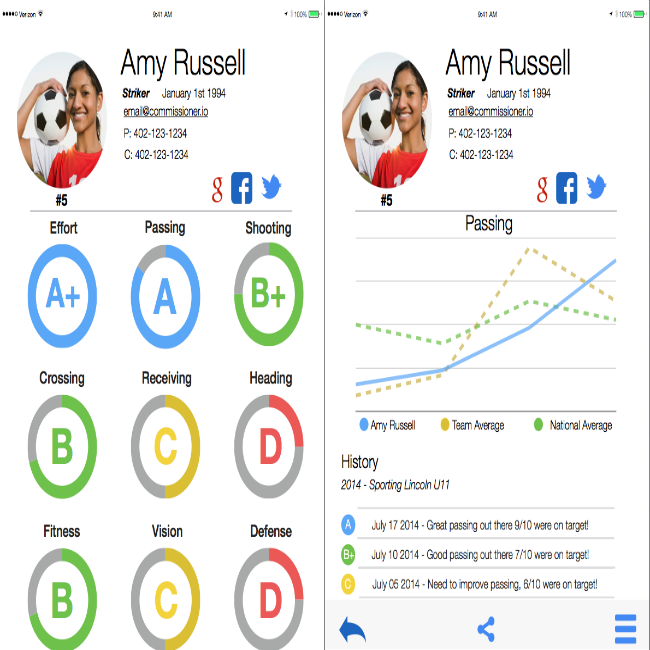 Verizon 9:41 AM 100%
Amy Russell
Striker January 1st 1994
email@commissioner.io
P: 402-123-1234
C: 402-123-1234
#5
g f
Effort Passing Shooting
A+ A B+
Crossing Receiving Heading
B C D
Fitness Vision Defense
B C D
Verizon 9:41 AM 100%
Amy Russell
Striker January 1st 1994
email@commissioner.io
P: 402-123-1234
C: 402-123-1234
#5
g f
Passing
Amy Russell Team Average National Average
History
2014 - Sporting Lincoln U11
A July 17 2014 - Great passing out there 9/10 were on target!
B+ July 10 2014 - Good passing out there 7/10 were on target!
C July 05 2014 - Need to improve passing, 6/10 were on target!